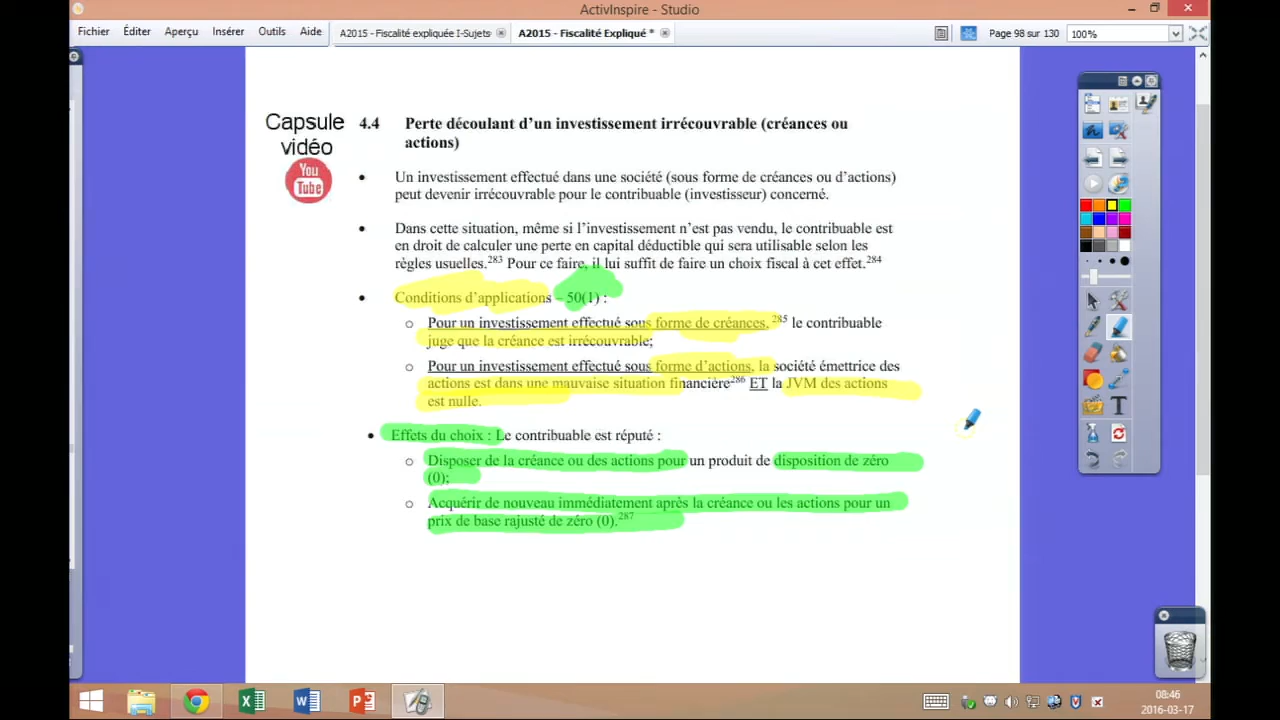 ActivInspire - Studio
Fichier Éditer Aperçu Insérer Outils Aide
A2015 - Fiscalité expliquée I-Sujets
A2015 - Fiscalité Expliqué *
Page 98 sur 130
100%
Capsule
vidéo
You
Tube
4.4 Perte découlant d'un investissement irrécouvrable (créances ou
actions)
• Un investissement effectué dans une société (sous forme de créances ou d'actions)
peut devenir irrécouvrable pour le contribuable (investisseur) concerné.
• Dans cette situation, même si l'investissement n'est pas vendu, le contribuable est
en droit de calculer une perte en capital déductible qui sera utilisable selon les
règles usuelles.283 Pour ce faire, il lui suffit de faire un choix fiscal à cet effet.284
• Conditions d'applications – 50(1) :
o Pour un investissement effectué sous forme de créances,285 le contribuable
juge que la créance est irrécouvrable;
o Pour un investissement effectué sous forme d'actions, la société émettrice des
actions est dans une mauvaise situation financière286 ET la JVM des actions
est nulle.
• Effets du choix : Le contribuable est réputé :
o Disposer de la créance ou des actions pour un produit de disposition de zéro
(0);
o Acquérir de nouveau immédiatement après la créance ou les actions pour un
prix de base rajusté de zéro (0).287
08:46
2016-03-17